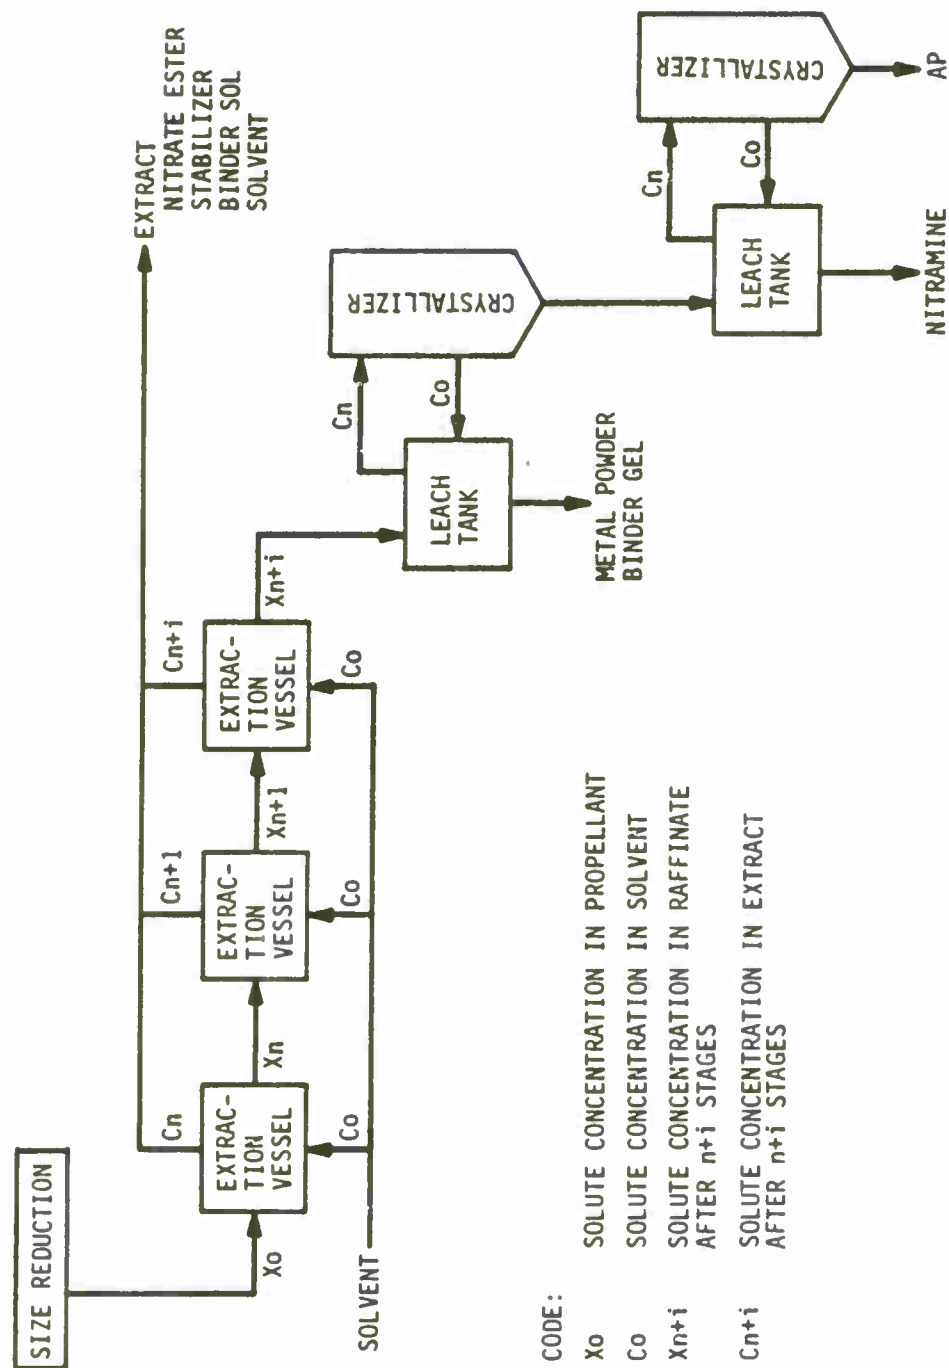 SIZE REDUCTION
Xo
SOLVENT
Cn
EXTRAC-
TION
VESSEL
Co
Xn
Cn+1
EXTRAC-
TION
VESSEL
Co
Xn+1
Cn+i
EXTRAC-
TION
VESSEL
Co
Xn+i
EXTRACT
NITRATE ESTER
STABILIZER
BINDER SOL
SOLVENT
LEACH
TANK
Cn
Co
CRYSTALLIZER
METAL POWDER
BINDER GEL
LEACH
TANK
Cn
Co
CRYSTALLIZER
NITRAMINE
AP
CODE:
Xo SOLUTE CONCENTRATION IN PROPELLANT
Co SOLUTE CONCENTRATION IN SOLVENT
Xn+i SOLUTE CONCENTRATION IN RAFFINATE
AFTER n+i STAGES
Cn+i SOLUTE CONCENTRATION IN EXTRACT
AFTER n+i STAGES